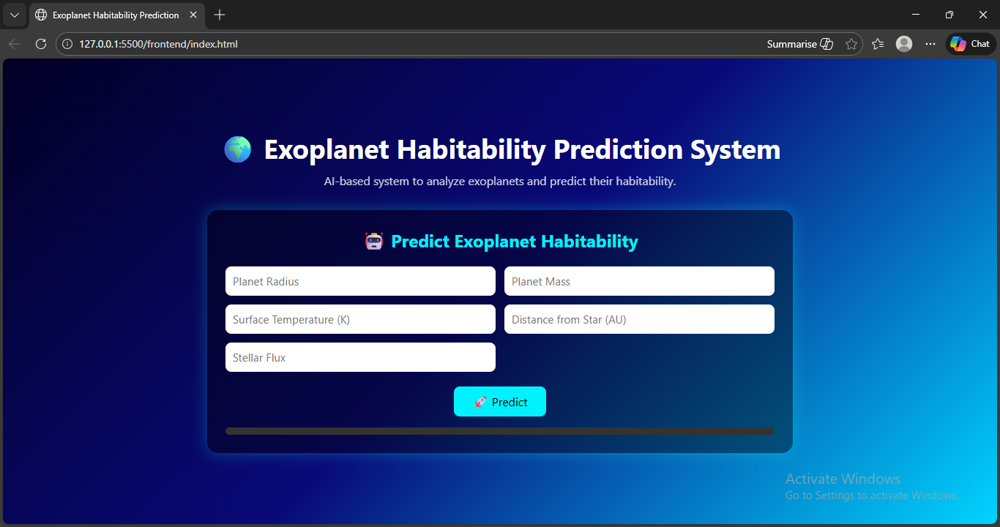 Exoplanet Habitability Prediction
127.0.0.1:5500/frontend/index.html
Summarise
Chat
Exoplanet Habitability Prediction System
AI-based system to analyze exoplanets and predict their habitability.
Predict Exoplanet Habitability
Planet Radius
Planet Mass
Surface Temperature (K)
Distance from Star (AU)
Stellar Flux
🚀 Predict
Activate Windows
Go to Settings to activate Windows.